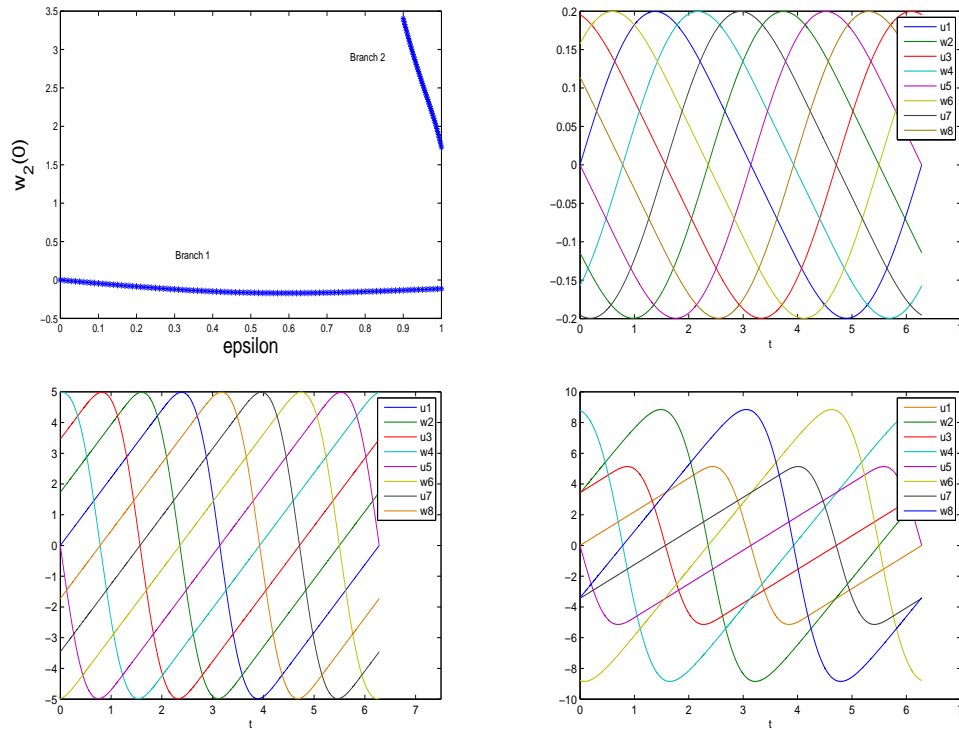 3.5
3
2.5
2
1.5
1
0.5
0
−0.5
w_2(0)
Branch 2
Branch 1
0 0.1 0.2 0.3 0.4 0.5 0.6 0.7 0.8 0.9 1
epsilon
0.2
0.15
0.1
0.05
0
−0.05
−0.1
−0.15
−0.2
u1
w2
u3
w4
u5
w6
u7
w8
0 1 2 3 4 5 6 7
t
5
4
3
2
1
0
−1
−2
−3
−4
−5
u1
w2
u3
w4
u5
w6
u7
w8
0 1 2 3 4 5 6 7
t
10
8
6
4
2
0
−2
−4
−6
−8
−10
u1
w2
u3
w4
u5
w6
u7
w8
0 1 2 3 4 5 6 7
t